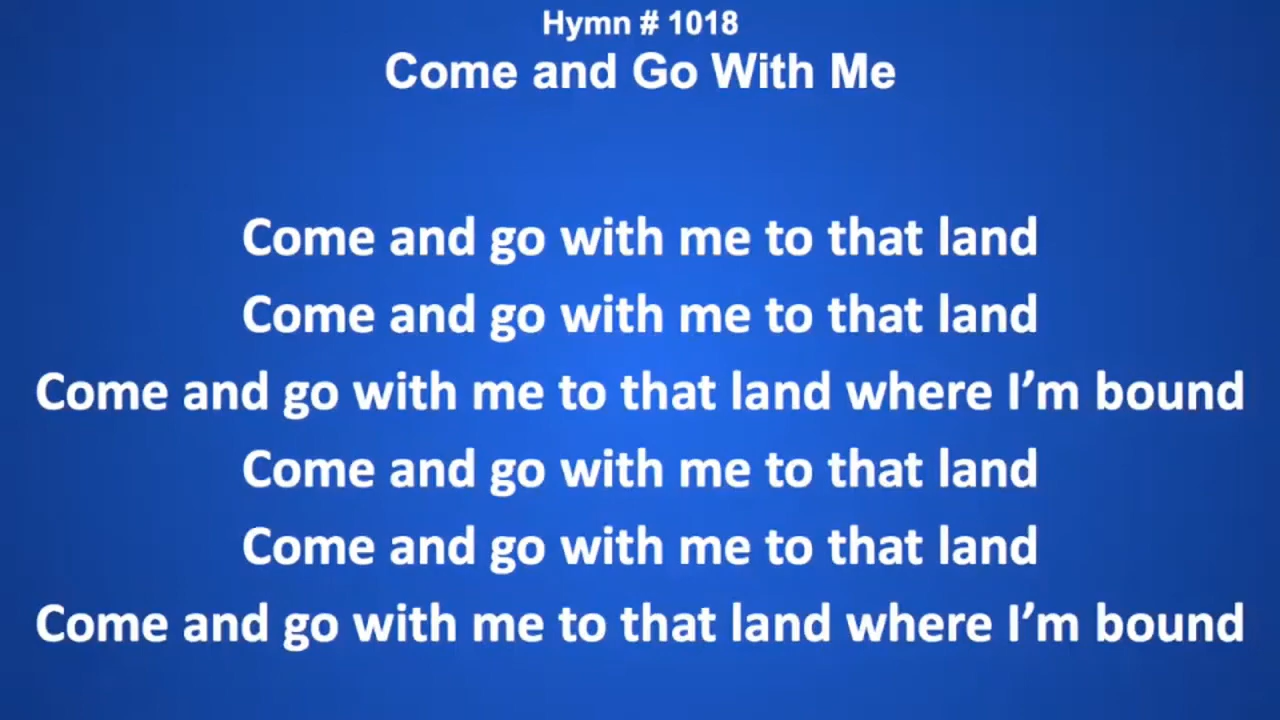 Hymn # 1018
Come and Go With Me
Come and go with me to that land
Come and go with me to that land
Come and go with me to that land where I’m bound
Come and go with me to that land
Come and go with me to that land
Come and go with me to that land where I’m bound